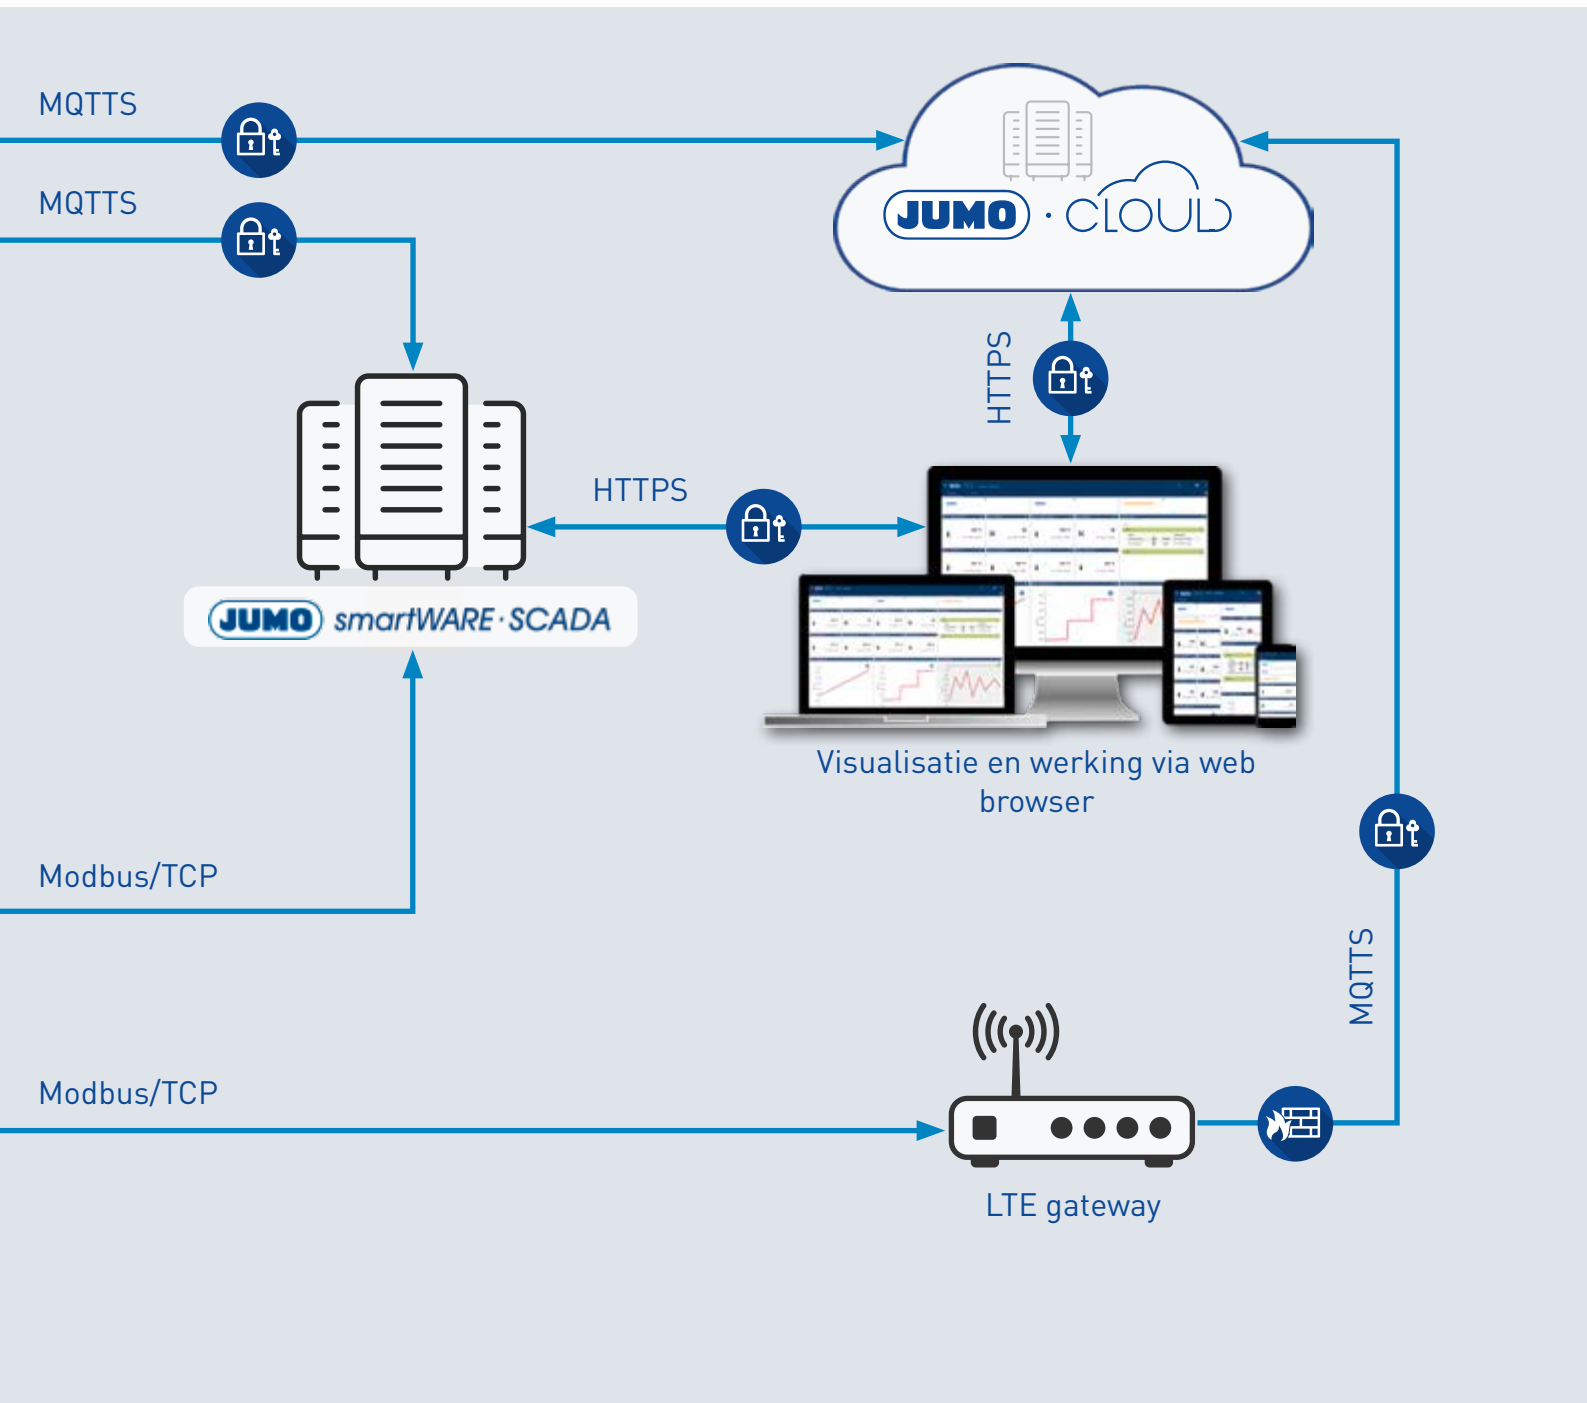 MQTTS
MQTTS
JUMO · CLOUD
HTTPS
HTTPS
JUMO smartWARE · SCADA
Visualisatie en werking via web
browser
Modbus/TCP
MQTTS
Modbus/TCP
LTE gateway